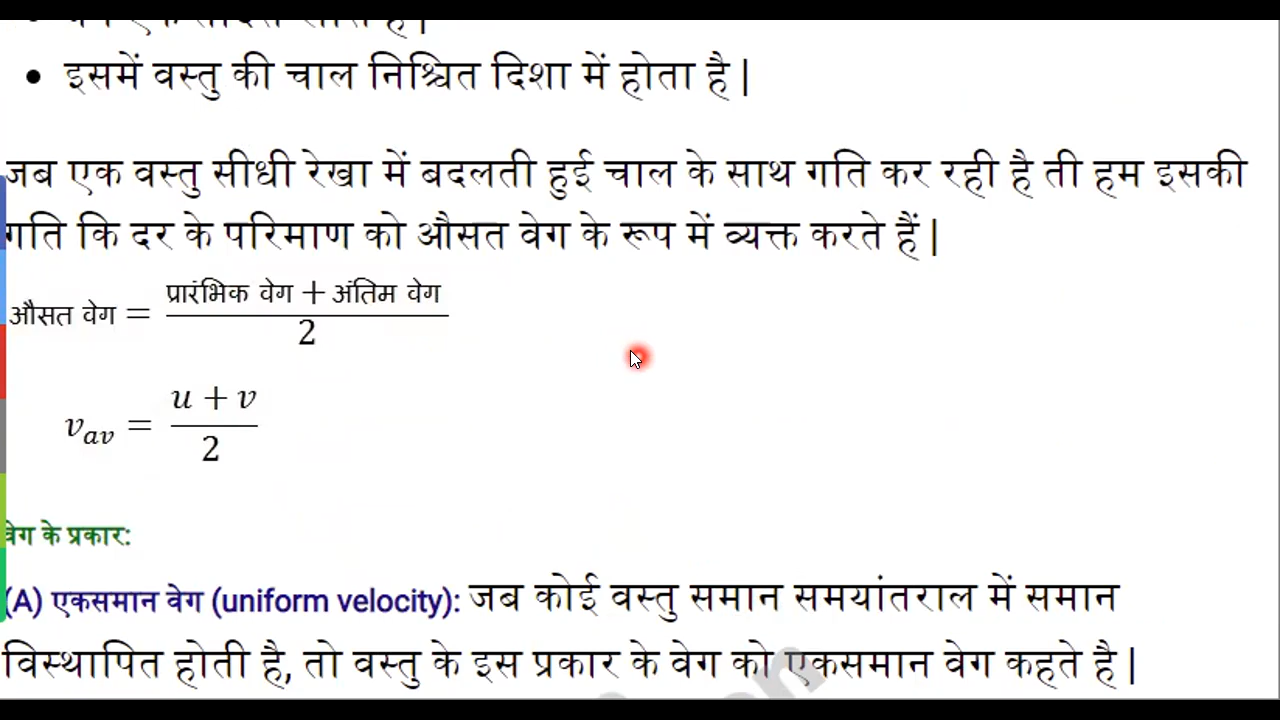 • इसमें वस्तु की चाल निश्चित दिशा में होता है |
जब एक वस्तु सीधी रेखा में बदलती हुई चाल के साथ गति कर रही है ती हम इसकी
गति कि दर के परिमाण को औसत वेग के रूप में व्यक्त करते हैं |
औसत वेग = प्रारंभिक वेग + अंतिम वेग / 2
v_av = u + v / 2
वेग के प्रकार:
(A) एकसमान वेग (uniform velocity): जब कोई वस्तु समान समयांतराल में समान
विस्थापित होती है, तो वस्तु के इस प्रकार के वेग को एकसमान वेग कहते है |